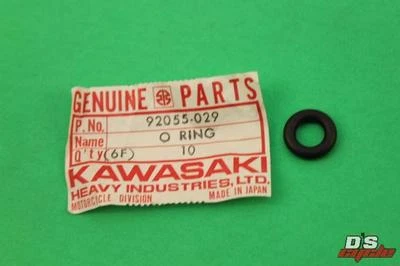 GENUINE PARTS
P.No. 92055-029
Name O RING
Q'ty (6F) 10
KAWASAKI
HEAVY INDUSTRIES, LTD.
MOTORCYCLE DIVISION MADE IN JAPAN
D'S
cycle